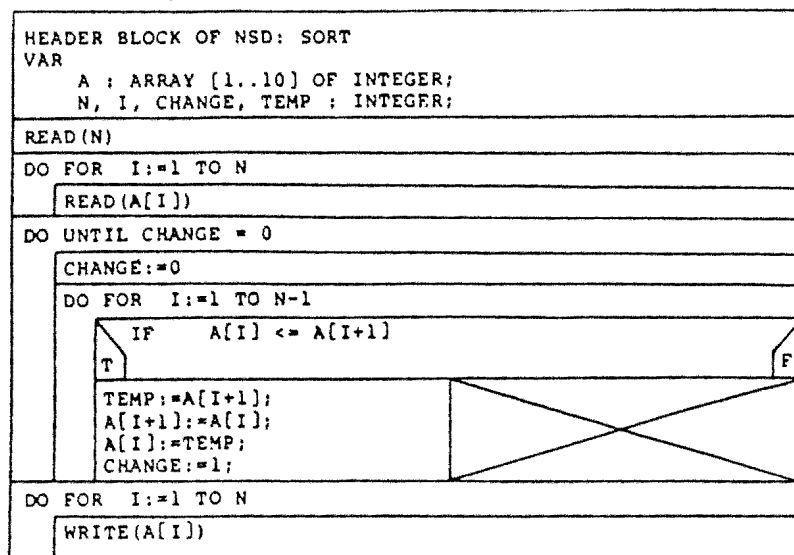 HEADER BLOCK OF NSD: SORT
VAR
A : ARRAY [1..10] OF INTEGER;
N, I, CHANGE, TEMP : INTEGER;
READ(N)
DO FOR I:=1 TO N
READ(A[I])
DO UNTIL CHANGE = 0
CHANGE:=0
DO FOR I:=1 TO N-1
IF A[I] <= A[I+1]
T F
TEMP:=A[I+1];
A[I+1]:=A[I];
A[I]:=TEMP;
CHANGE:=1;
DO FOR I:=1 TO N
WRITE(A[I])